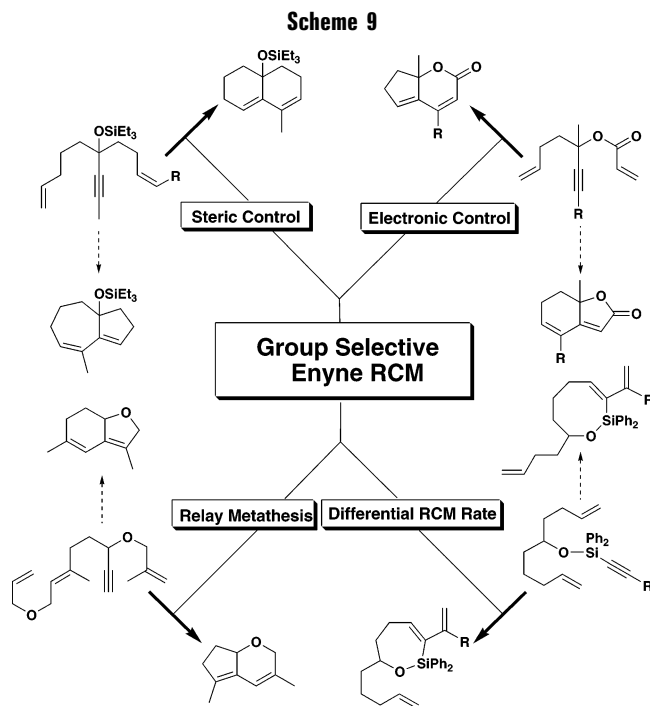 Scheme 9
OSiEt3
O
O
R
OSiEt3
R
O
O
R
Steric Control
Electronic Control
OSiEt3
O
O
R
Group Selective
Enyne RCM
O
R
SiPh2
O
Relay Metathesis
Differential RCM Rate
O
O
Ph2
O
Si
R
O
R
SiPh2
O